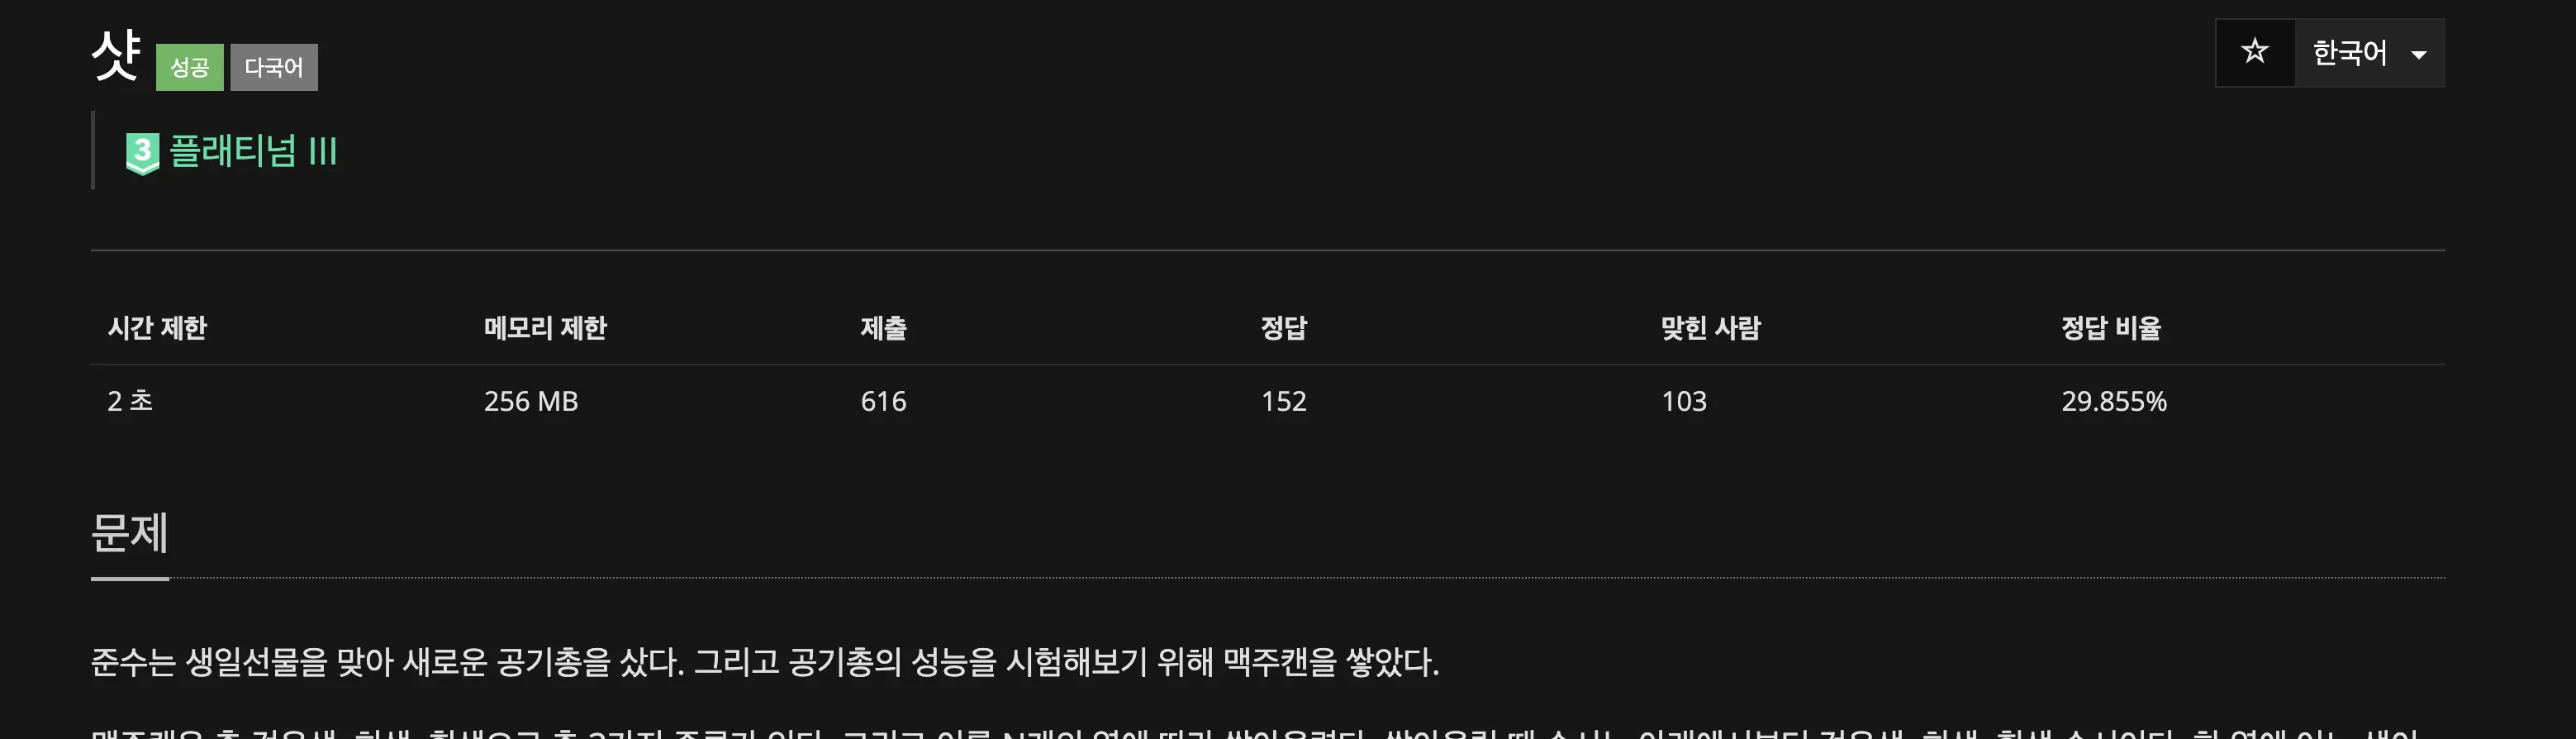 샷 성공 다국어
☆ 한국어
3 플래티넘 III
시간 제한 메모리 제한 제출 정답 맞힌 사람 정답 비율
2 초 256 MB 616 152 103 29.855%
문제
준수는 생일선물을 맞아 새로운 공기총을 샀다. 그리고 공기총의 성능을 시험해보기 위해 맥주캔을 쌓았다.